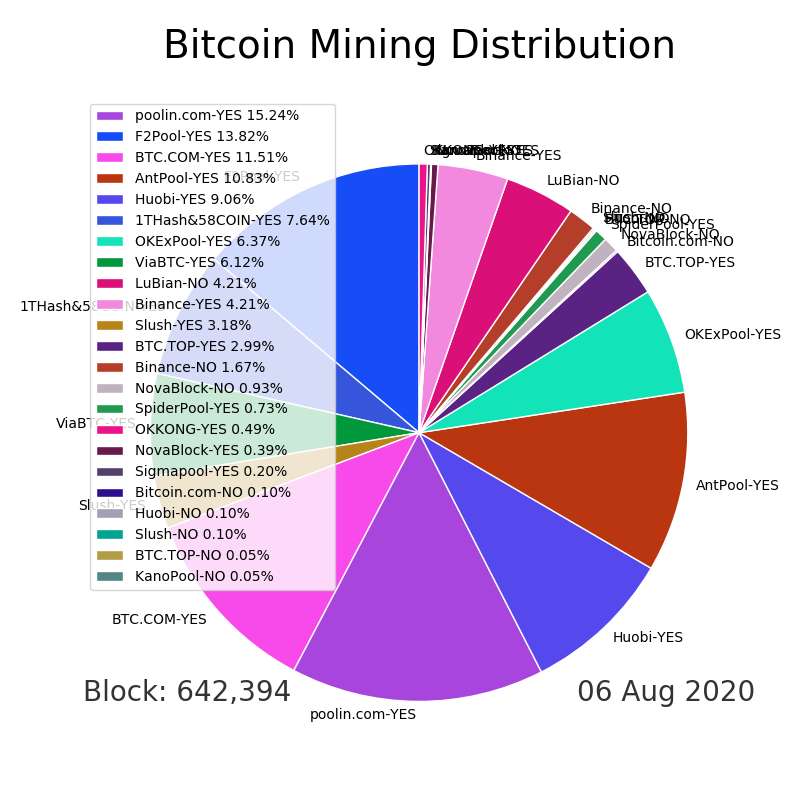 Bitcoin Mining Distribution
poolin.com-YES 15.24%
F2Pool-YES 13.82%
BTC.COM-YES 11.51%
AntPool-YES 10.83%
Huobi-YES 9.06%
1THash&58COIN-YES 7.64%
OKExPool-YES 6.37%
ViaBTC-YES 6.12%
LuBian-NO 4.21%
Binance-YES 4.21%
Slush-YES 3.18%
BTC.TOP-YES 2.99%
Binance-NO 1.67%
NovaBlock-NO 0.93%
SpiderPool-YES 0.73%
OKKONG-YES 0.49%
NovaBlock-YES 0.39%
Sigmapool-YES 0.20%
Bitcoin.com-NO 0.10%
Huobi-NO 0.10%
Slush-NO 0.10%
BTC.TOP-NO 0.05%
KanoPool-NO 0.05%
Binance-YES
LuBian-NO
Binance-NO
SpiderPool-YES
NovaBlock-NO
Bitcoin.com-NO
BTC.TOP-YES
OKExPool-YES
AntPool-YES
Huobi-YES
poolin.com-YES
BTC.COM-YES
Slush-YES
ViaBTC-YES
Block: 642,394
06 Aug 2020